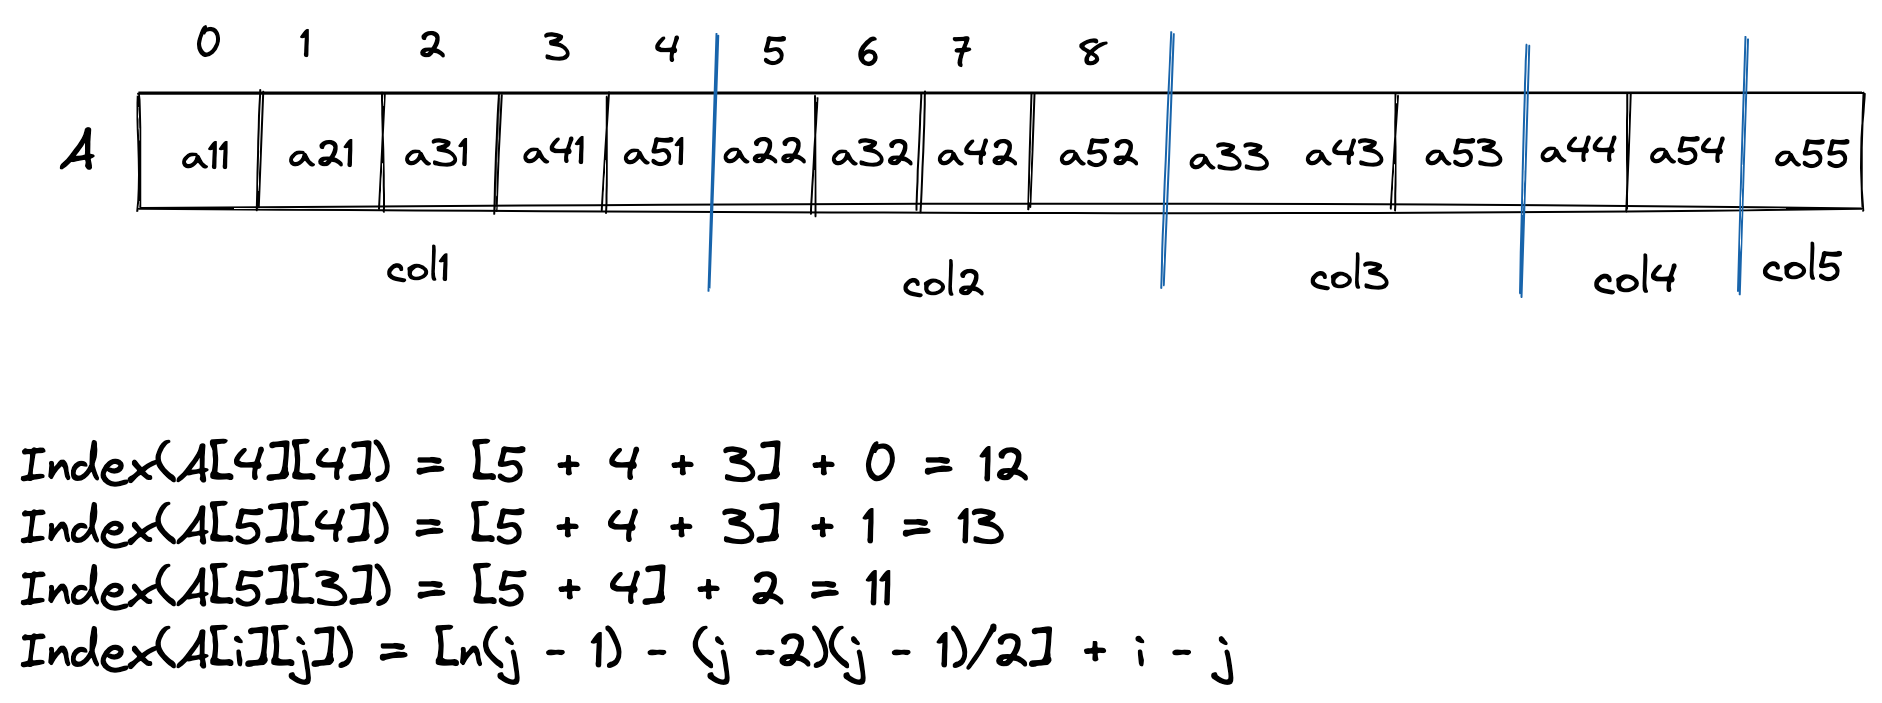 0 1 2 3 4 5 6 7 8
A a11 a21 a31 a41 a51 a22 a32 a42 a52 a33 a43 a53 a44 a54 a55
col1 col2 col3 col4 col5
Index(A[4][4]) = [5 + 4 + 3] + 0 = 12
Index(A[5][4]) = [5 + 4 + 3] + 1 = 13
Index(A[5][3]) = [5 + 4] + 2 = 11
Index(A[i][j]) = [n(j - 1) - (j -2)(j - 1)/2] + i - j